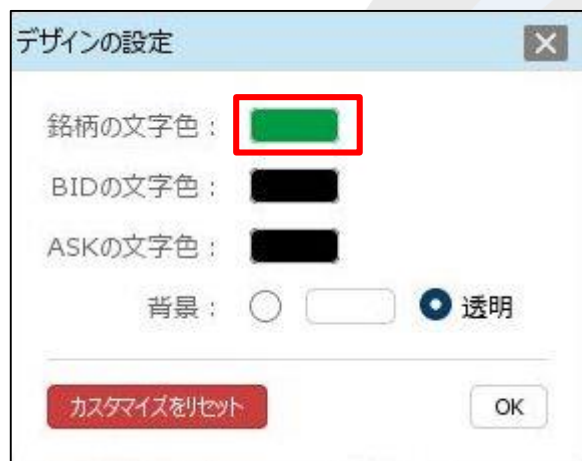 デザインの設定
銘柄の文字色：
BIDの文字色：
ASKの文字色：
背景： 透明
カスタマイズをリセット OK